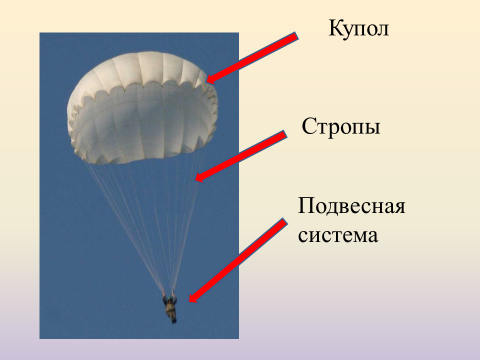 Купол
Стропы
Подвесная
система